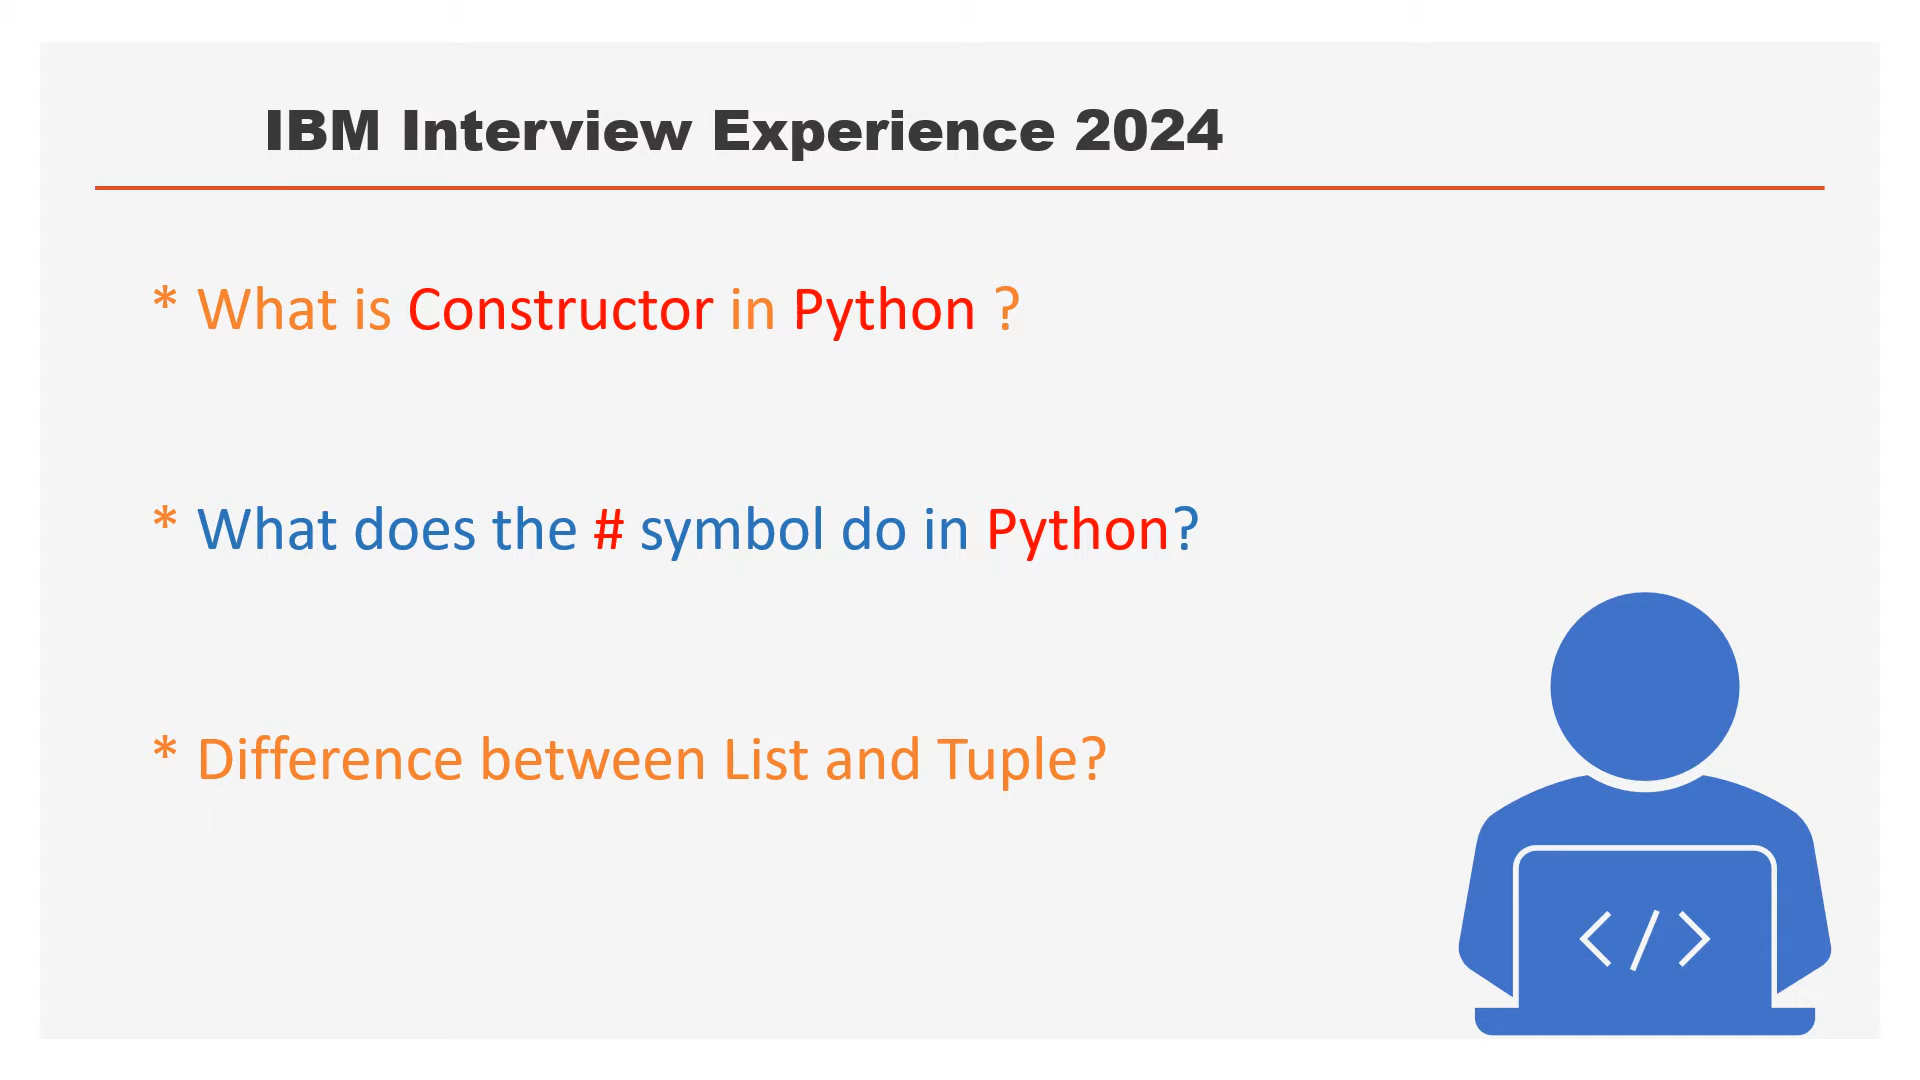 IBM Interview Experience 2024
* What is Constructor in Python ?
* What does the # symbol do in Python?
* Difference between List and Tuple?
</>